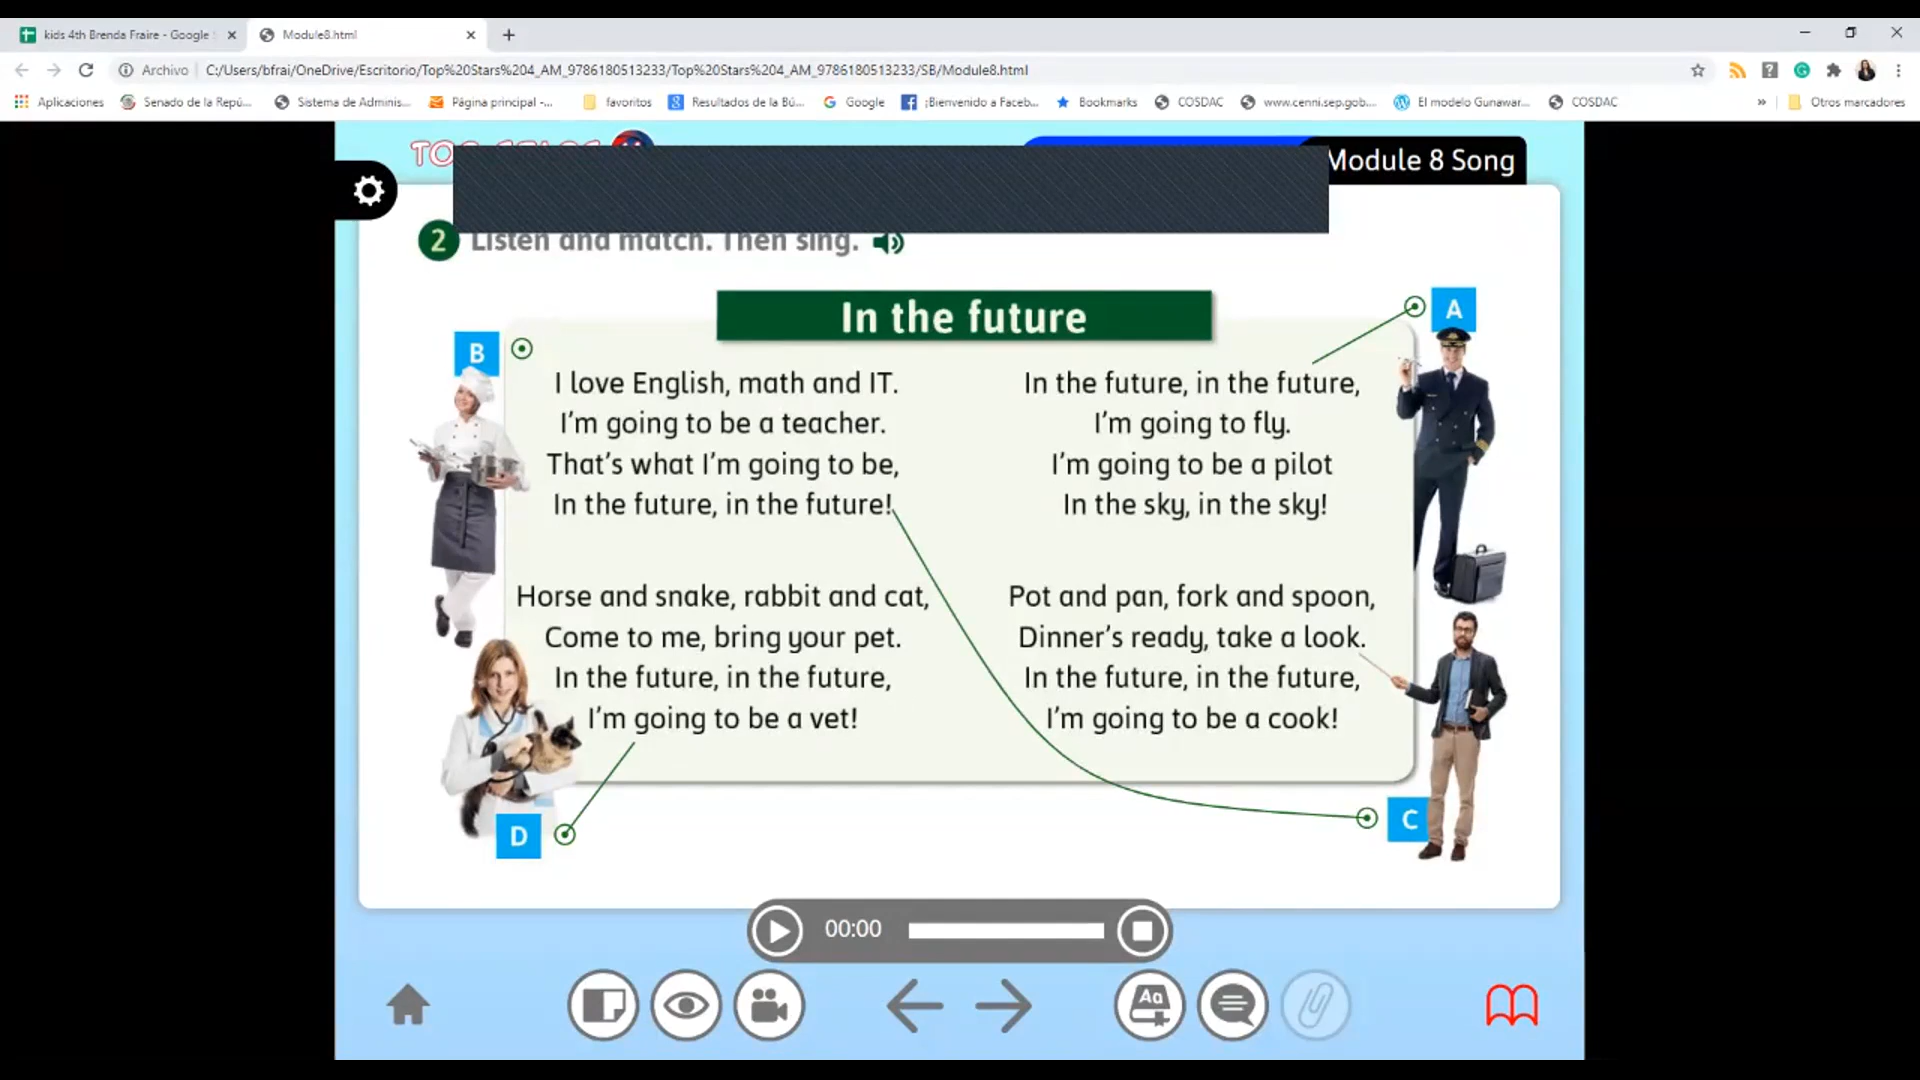 kids 4th Brenda Fraire - Google
Module8.html
Archivo
C:/Users/bfrai/OneDrive/Escritorio/Top%20Stars%204_AM_9786180513233/Top%20Stars%204_AM_9786180513233/SB/Module8.html
Aplicaciones
Senado de la Repú...
Sistema de Adminis...
Página principal -...
favoritos
Resultados de la Bú...
Google
¡Bienvenido a Faceb...
Bookmarks
COSDAC
www.cenni.sep.gob....
El modelo Gunawar...
COSDAC
»
Otros marcadores
Module 8 Song
2 Listen and match. Then sing.
In the future
A
B
I love English, math and IT.
I'm going to be a teacher.
That's what I'm going to be,
In the future, in the future!
In the future, in the future,
I'm going to fly.
I'm going to be a pilot
In the sky, in the sky!
Horse and snake, rabbit and cat,
Come to me, bring your pet.
In the future, in the future,
I'm going to be a vet!
Pot and pan, fork and spoon,
Dinner's ready, take a look.
In the future, in the future,
I'm going to be a cook!
C
D
00:00
Aa